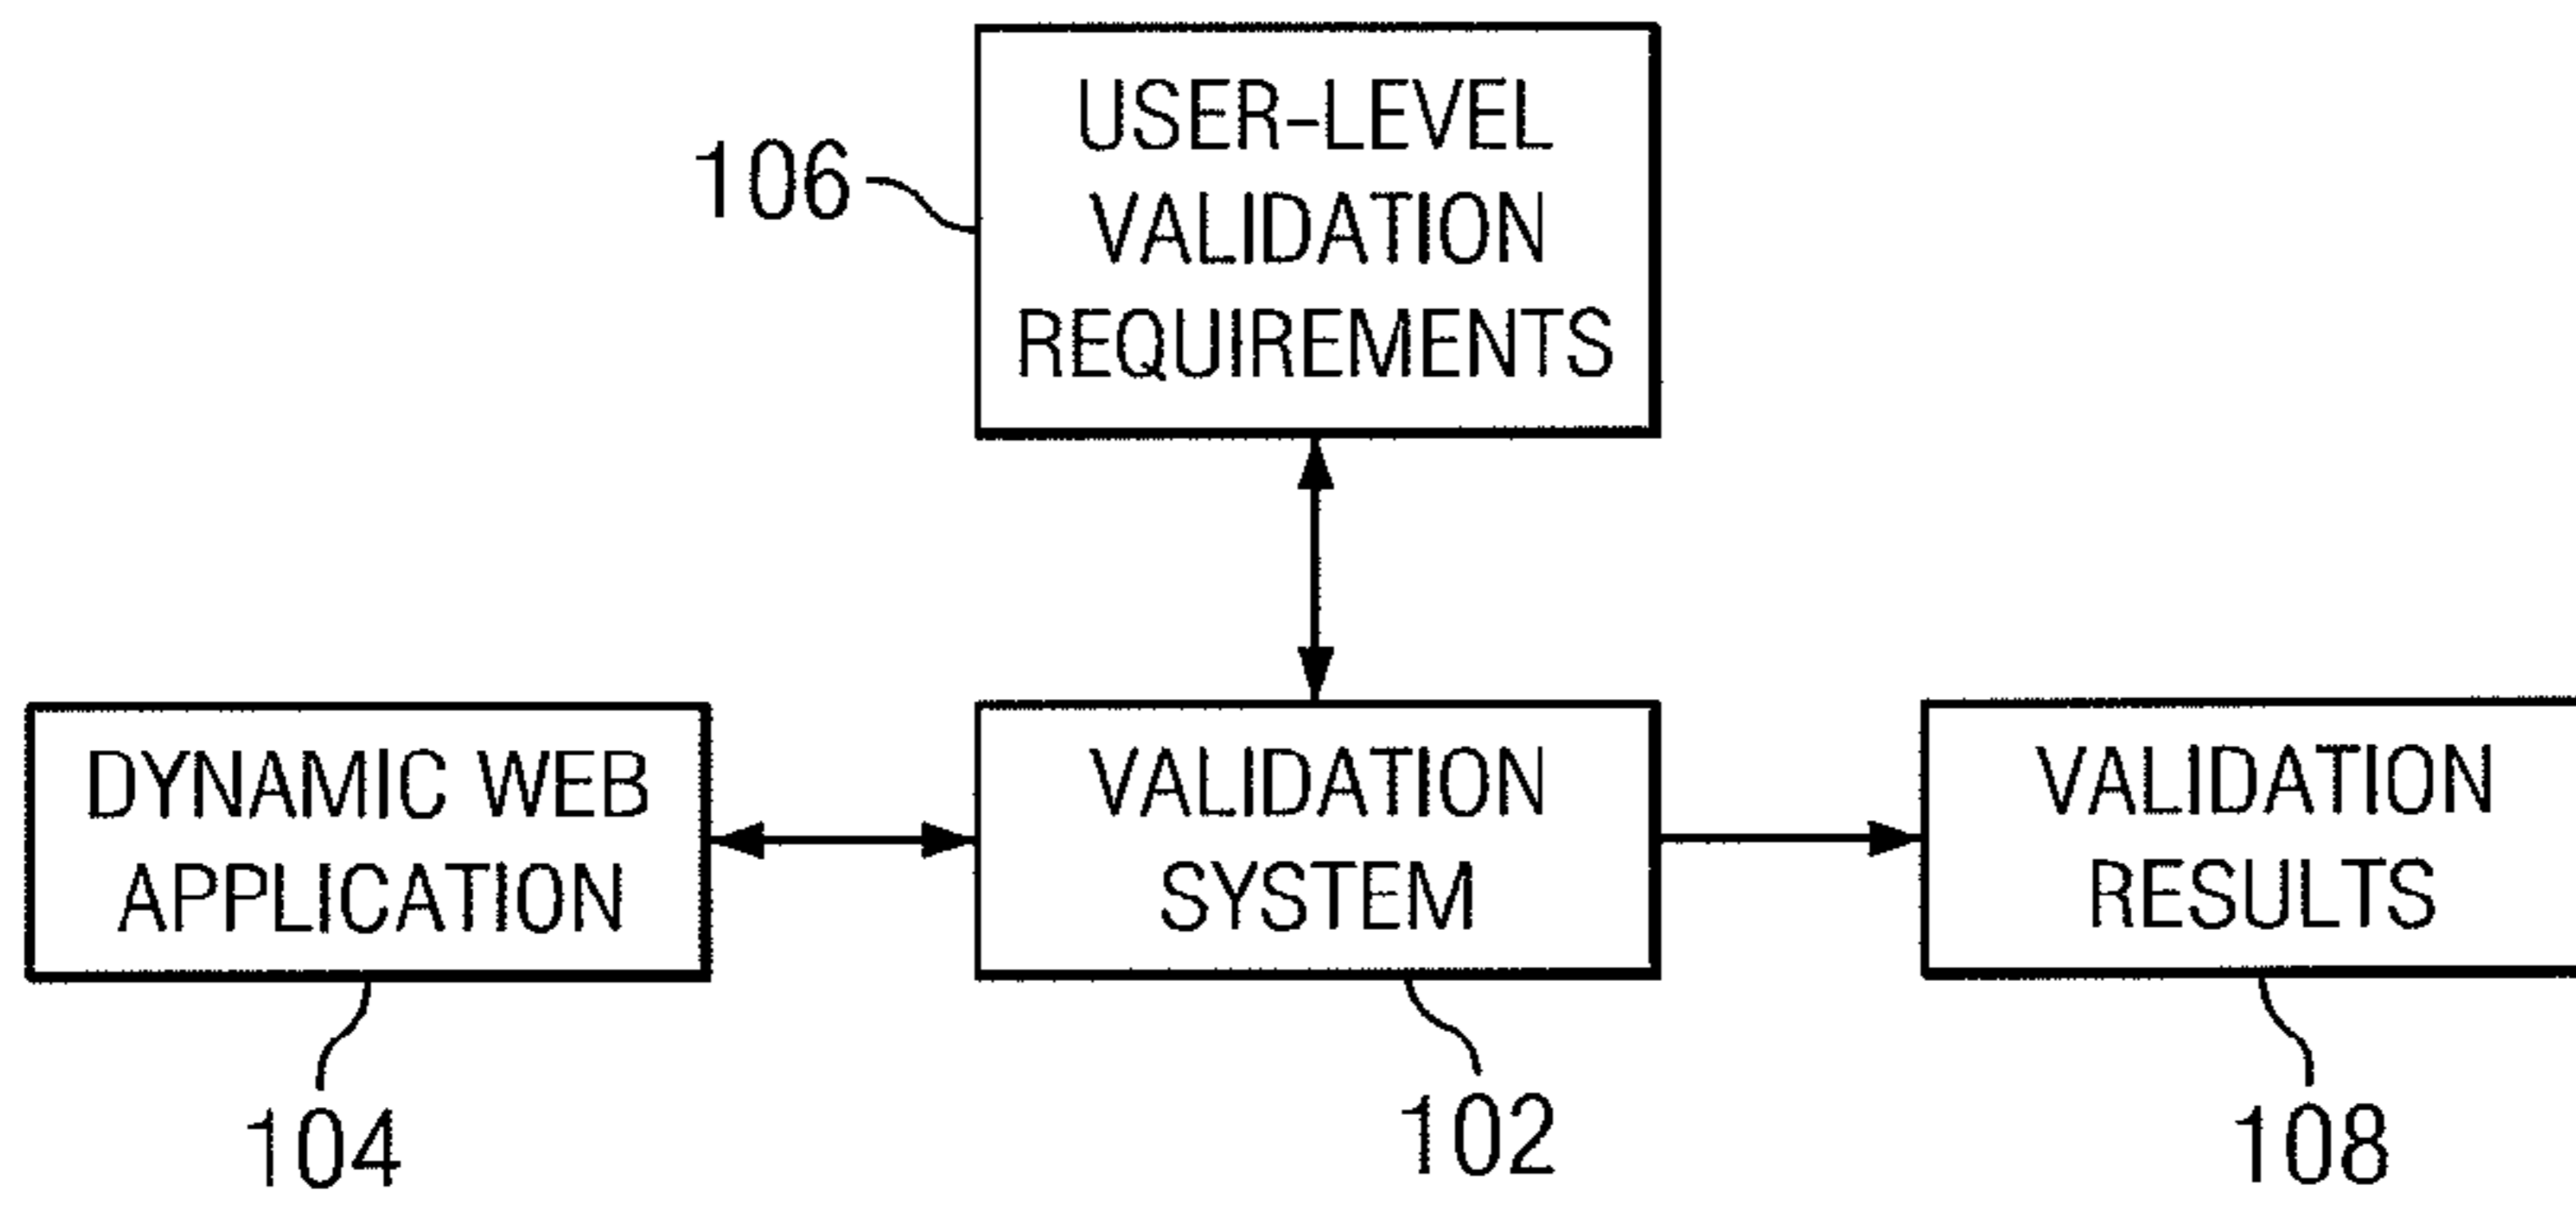 USER-LEVEL
VALIDATION
REQUIREMENTS
106
DYNAMIC WEB
APPLICATION
VALIDATION
SYSTEM
VALIDATION
RESULTS
104
102
108